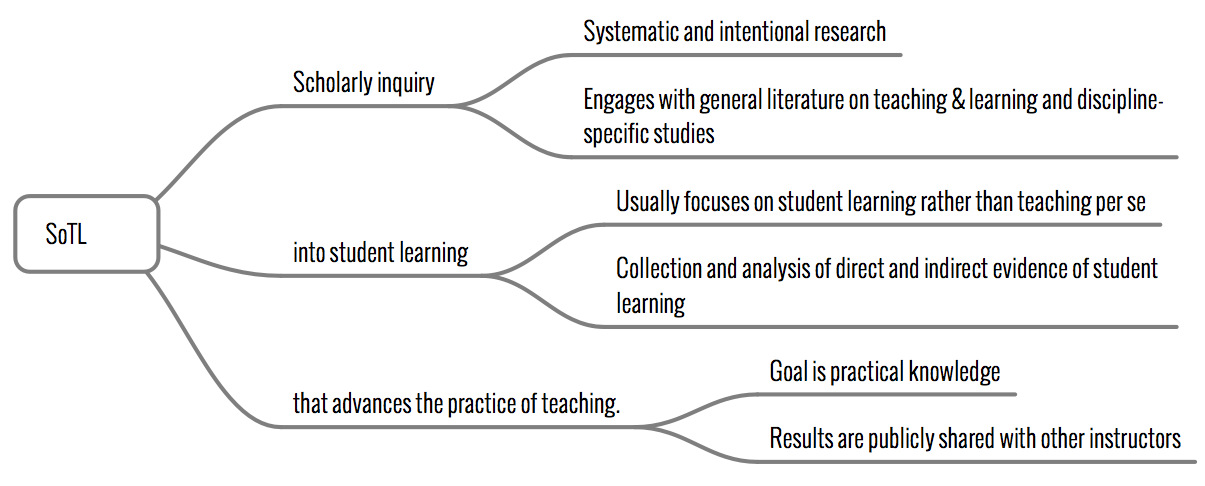 Systematic and intentional research
Scholarly inquiry
Engages with general literature on teaching & learning and discipline-
specific studies
Usually focuses on student learning rather than teaching per se
SoTL
into student learning
Collection and analysis of direct and indirect evidence of student
learning
Goal is practical knowledge
that advances the practice of teaching.
Results are publicly shared with other instructors